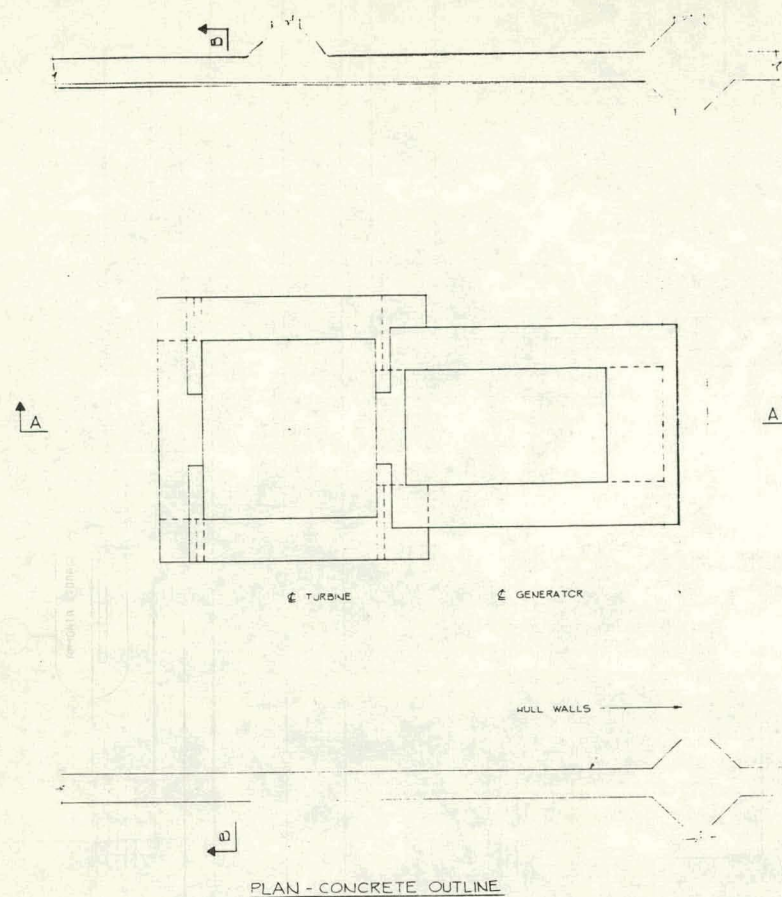 B
A
A
℄ TURBINE
℄ GENERATOR
HULL WALLS
B
PLAN - CONCRETE OUTLINE